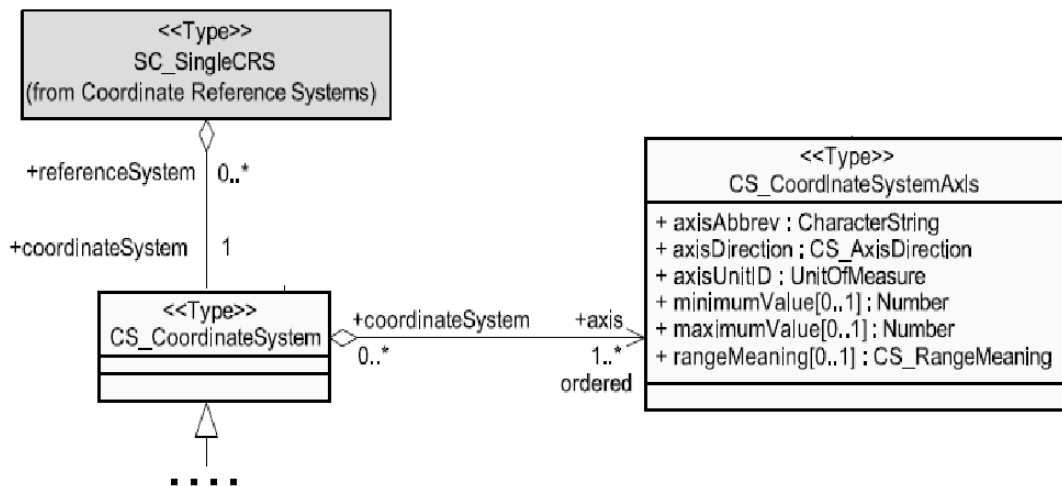 <<Type>>
SC_SingleCRS
(from Coordinate Reference Systems)
+referenceSystem 0..*
+coordinateSystem 1
<<Type>>
CS_CoordinateSystem
+coordinateSystem +axis
0..* 1..*
ordered
<<Type>>
CS_CoordinateSystemAxis
+ axisAbbrev : CharacterString
+ axisDirection : CS_AxisDirection
+ axisUnitID : UnitOfMeasure
+ minimumValue[0..1] : Number
+ maximumValue[0..1] : Number
+ rangeMeaning[0..1] : CS_RangeMeaning